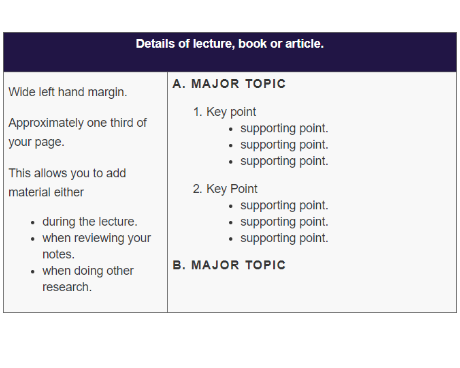 Details of lecture, book or article.
Wide left hand margin.
Approximately one third of
your page.
This allows you to add
material either
• during the lecture.
• when reviewing your
notes.
• when doing other
research.
A. MAJOR TOPIC
1. Key point
• supporting point.
• supporting point.
• supporting point.
2. Key Point
• supporting point.
• supporting point.
• supporting point.
B. MAJOR TOPIC